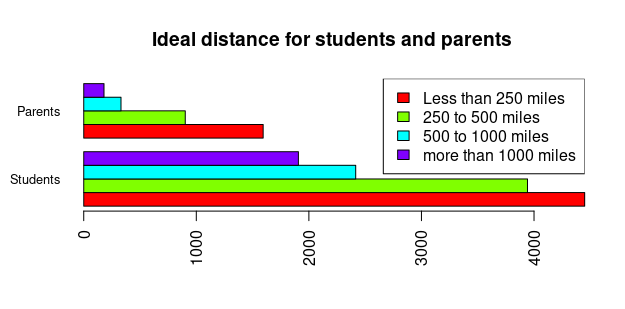 Ideal distance for students and parents
Less than 250 miles
250 to 500 miles
500 to 1000 miles
more than 1000 miles
Parents
Students
0
1000
2000
3000
4000